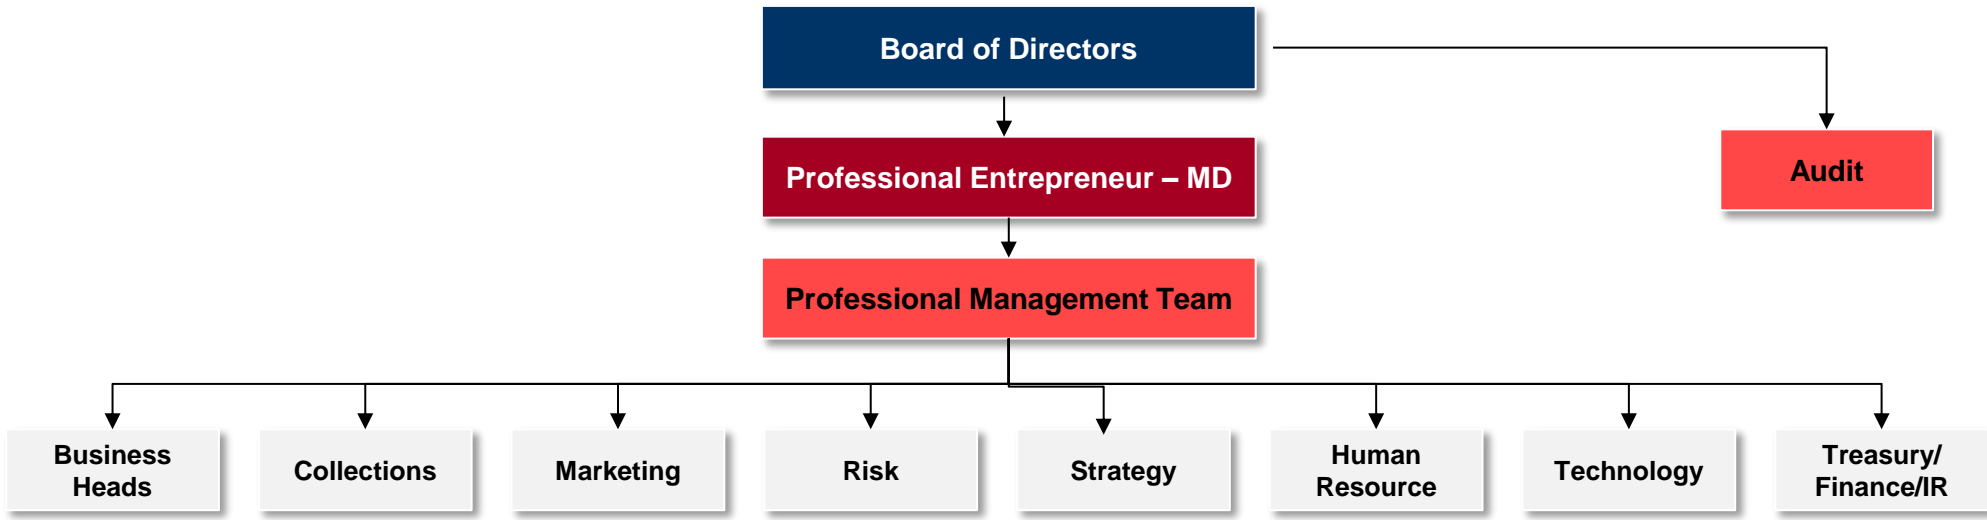 Board of Directors
Professional Entrepreneur – MD
Audit
Professional Management Team
Business
Heads
Collections
Marketing
Risk
Strategy
Human
Resource
Technology
Treasury/
Finance/IR